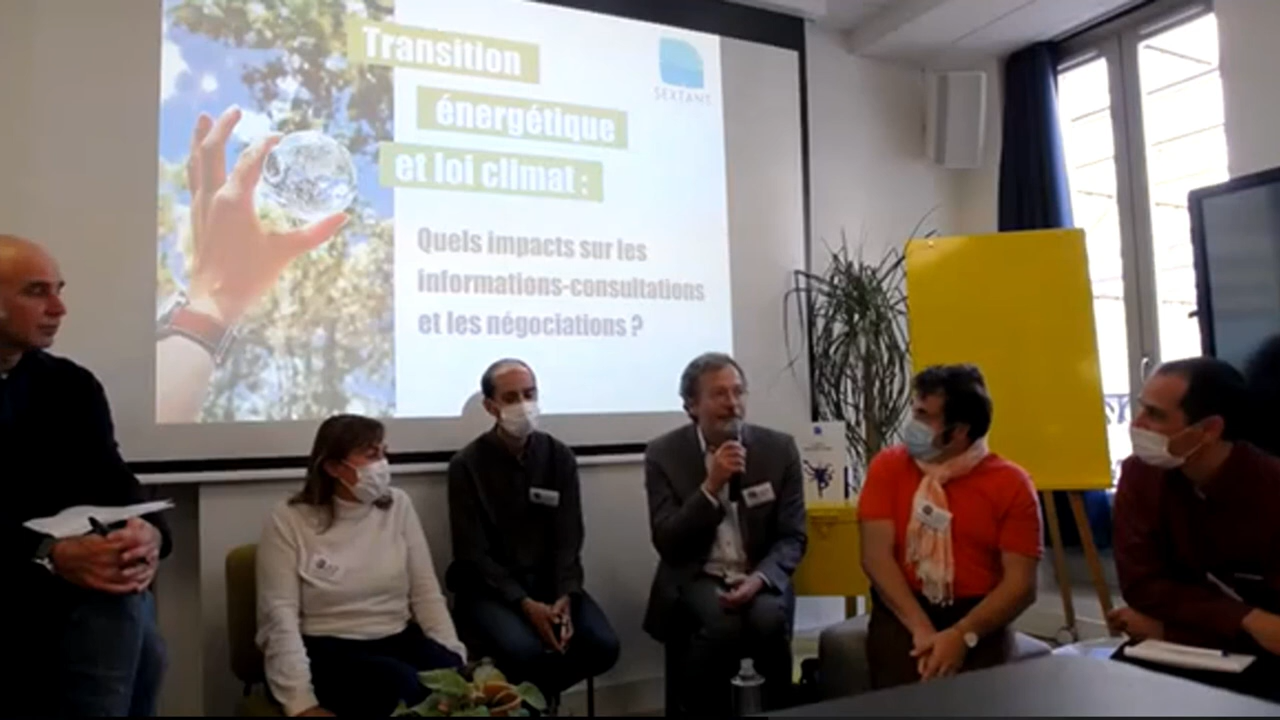 Transition
énergétique
et loi climat :
SEXTANT
Quels impacts sur les
informations-consultations
et les négociations ?